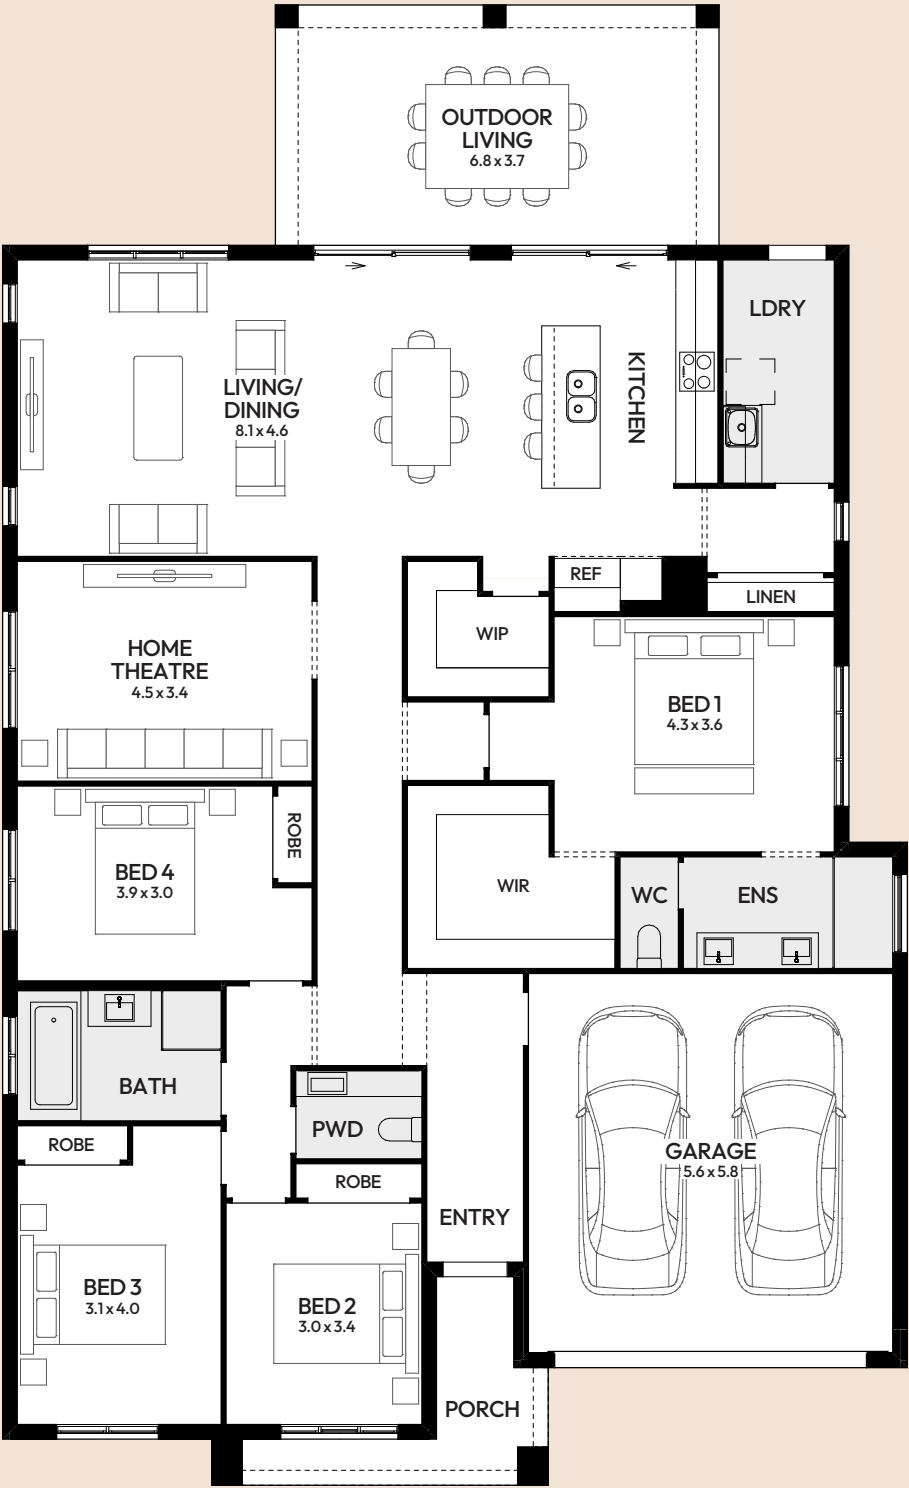 OUTDOOR
LIVING
6.8 x 3.7
LDRY
LIVING/
DINING
8.1 x 4.6
KITCHEN
REF
LINEN
WIP
HOME
THEATRE
4.5 x 3.4
BED 1
4.3 x 3.6
ROBE
BED 4
3.9 x 3.0
WIR
WC
ENS
BATH
PWD
ROBE
ROBE
GARAGE
5.6 x 5.8
ENTRY
BED 3
3.1 x 4.0
BED 2
3.0 x 3.4
PORCH